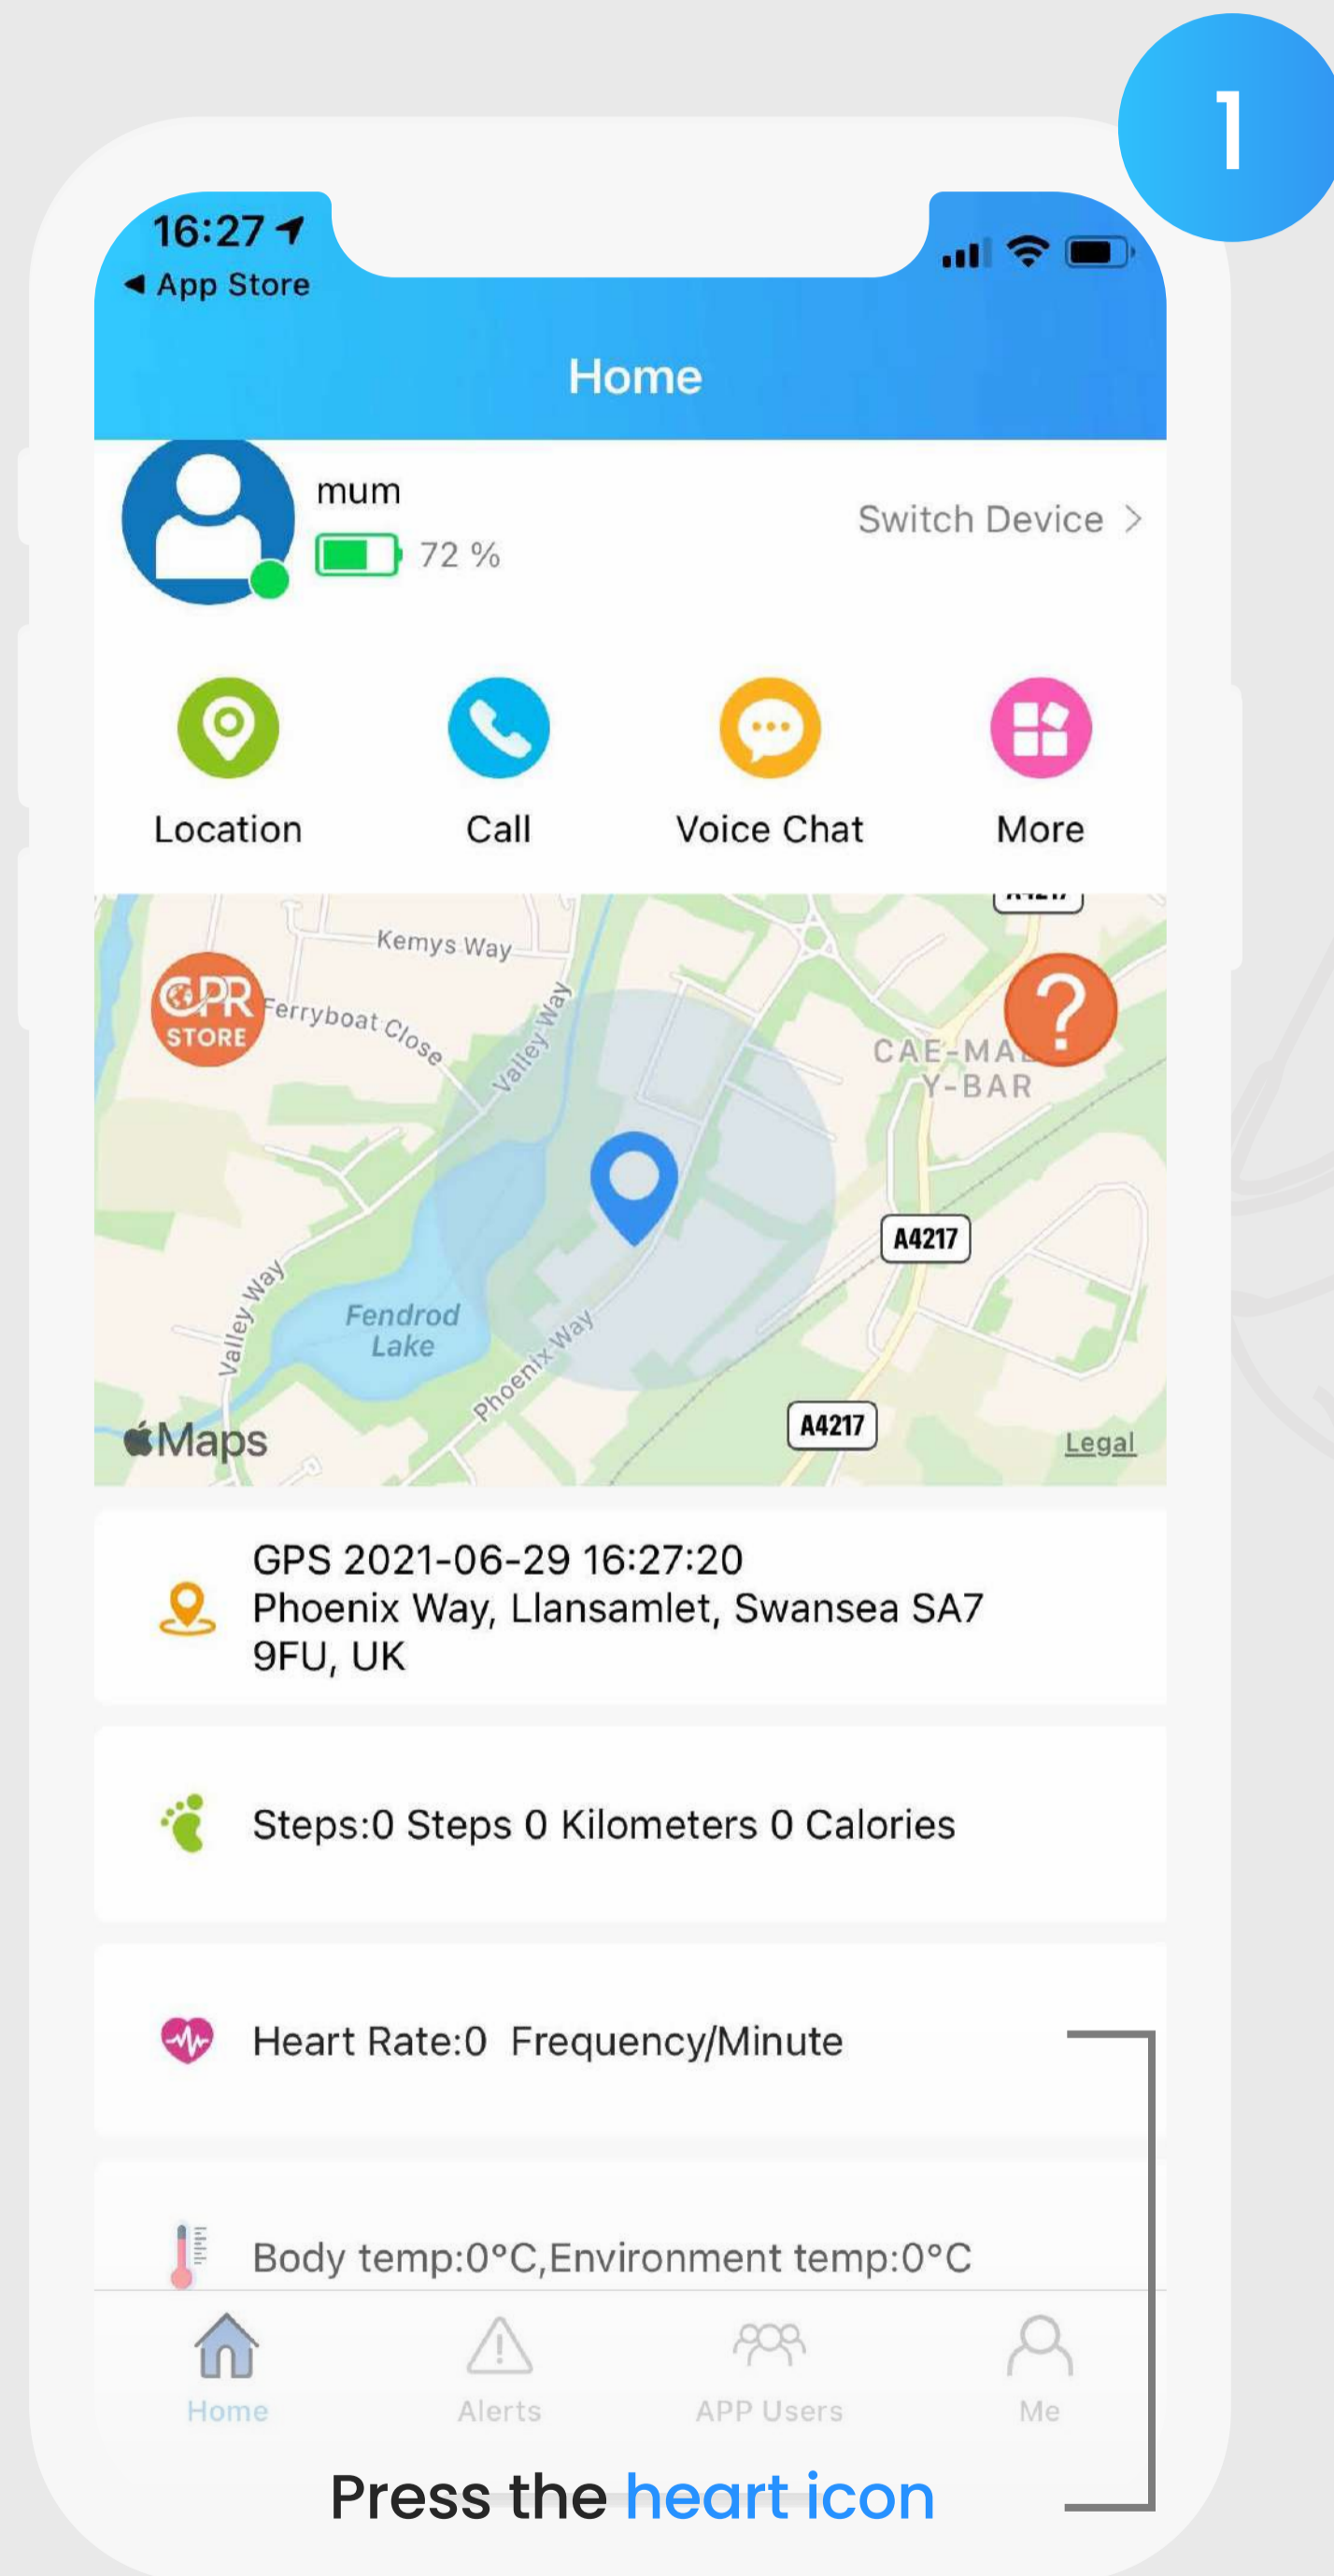 1
16:27
App Store
Home
mum
72 %
Switch Device
Location
Call
Voice Chat
More
A4217
Kemys Way
CPR
STORE
Ferryboat Close
Valley Way
?
Y-BAR
A4217
Valley Way
Fendrod
Lake
Phoenix Way
A4217
Maps
Legal
GPS 2021-06-29 16:27:20
Phoenix Way, Llansamlet, Swansea SA7
9FU, UK
Steps:0 Steps 0 Kilometers 0 Calories
Heart Rate:0 Frequency/Minute
Body temp:0°C,Environment temp:0°C
Home
Alerts
APP Users
Me
Press the heart icon